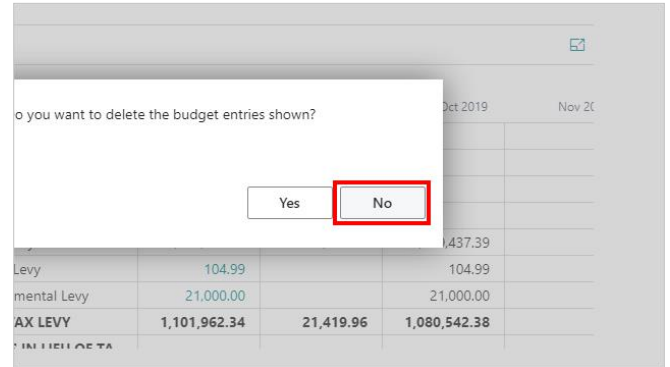 o you want to delete the budget entries shown?
Oct 2019
Nov 20
Yes
No
,437.39
Levy
104.99
104.99
mental Levy
21,000.00
21,000.00
AX LEVY
1,101,962.34
21,419.96
1,080,542.38